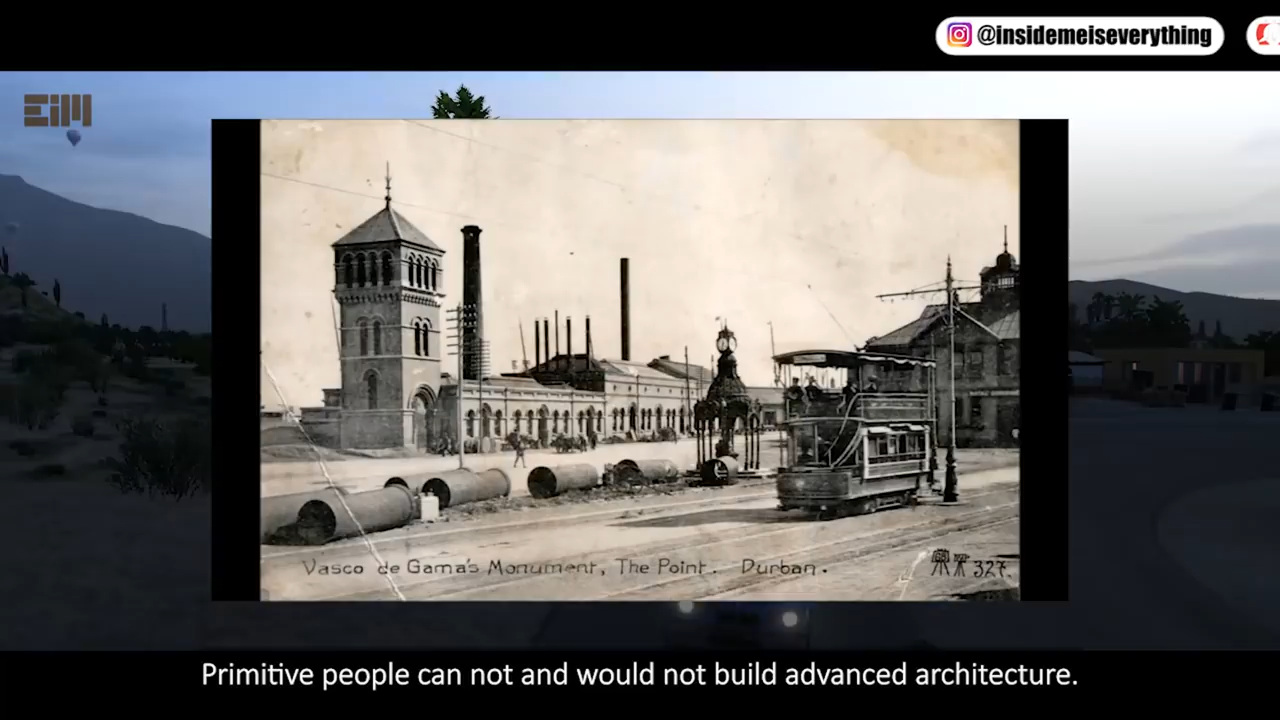 @insidemeiseverything
EiM
Vasco de Gama's Monument, The Point. Durban.
327.
Primitive people can not and would not build advanced architecture.